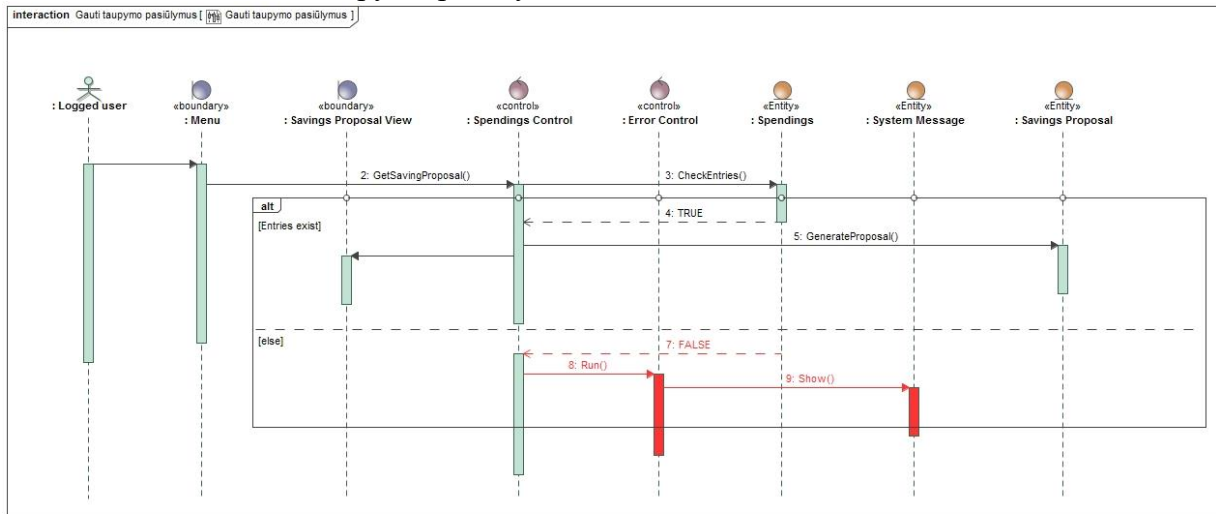 interaction Gauti taupymo pasiūlymus [ Gauti taupymo pasiūlymus ]
: Logged user
«boundary»
: Menu
«boundary»
: Savings Proposal View
«control»
: Spendings Control
«control»
: Error Control
«Entity»
: Spendings
«Entity»
: System Message
«Entity»
: Savings Proposal
2: GetSavingProposal()
3: CheckEntries()
alt
[Entries exist]
4: TRUE
5: GenerateProposal()
[else]
7: FALSE
8: Run()
9: Show()